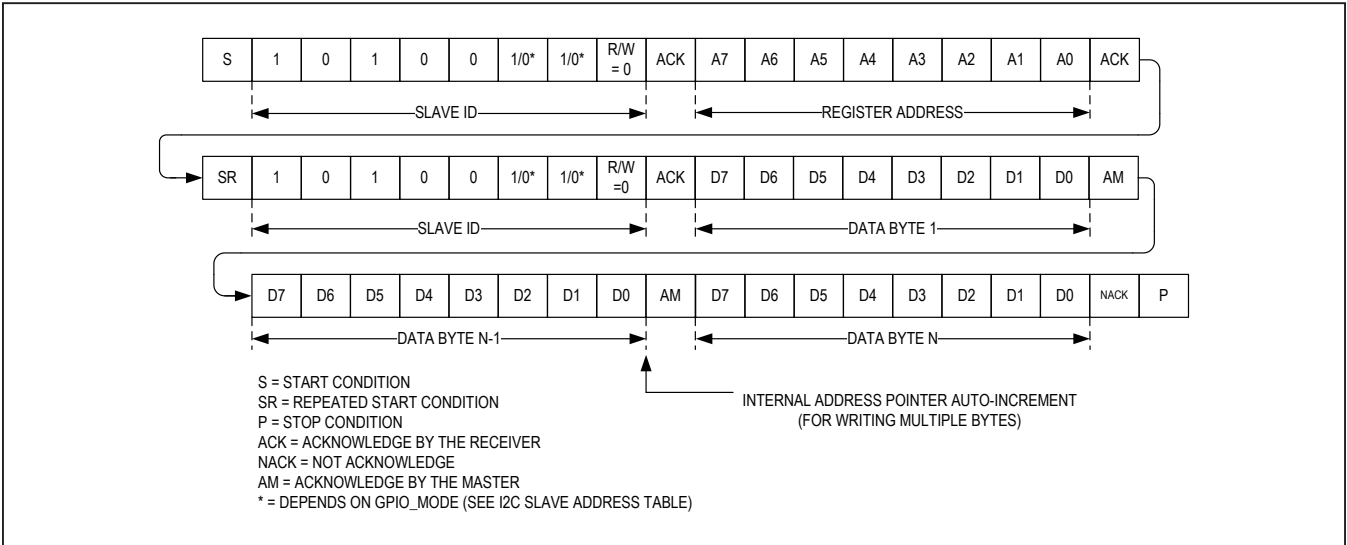 S 1 0 1 0 0 1/0* 1/0* R/W = 0 ACK A7 A6 A5 A4 A3 A2 A1 A0 ACK
SLAVE ID REGISTER ADDRESS
SR 1 0 1 0 0 1/0* 1/0* R/W =0 ACK D7 D6 D5 D4 D3 D2 D1 D0 AM
SLAVE ID DATA BYTE 1
D7 D6 D5 D4 D3 D2 D1 D0 AM D7 D6 D5 D4 D3 D2 D1 D0 NACK P
DATA BYTE N-1 DATA BYTE N
S = START CONDITION
SR = REPEATED START CONDITION
P = STOP CONDITION
ACK = ACKNOWLEDGE BY THE RECEIVER
NACK = NOT ACKNOWLEDGE
AM = ACKNOWLEDGE BY THE MASTER
* = DEPENDS ON GPIO_MODE (SEE I2C SLAVE ADDRESS TABLE)
INTERNAL ADDRESS POINTER AUTO-INCREMENT
(FOR WRITING MULTIPLE BYTES)